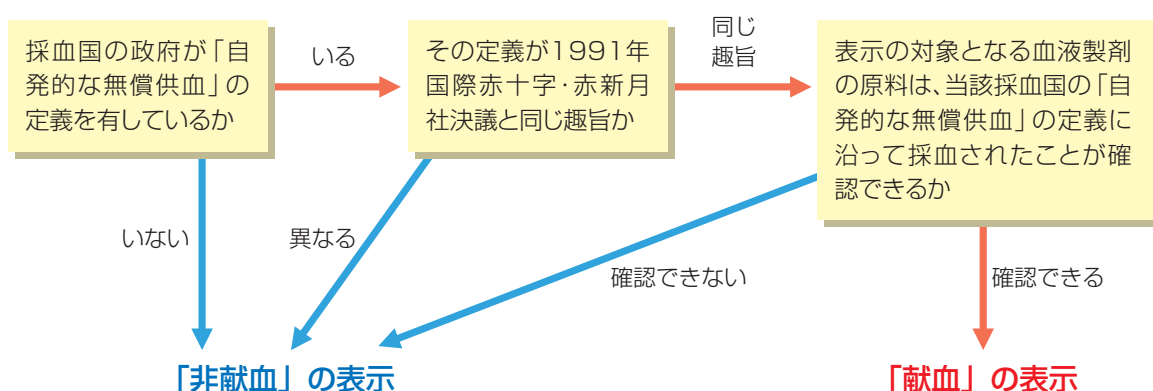 採血国の政府が「自
発的な無償供血」の
定義を有しているか
いる
その定義が1991年
国際赤十字・赤新月
社決議と同じ趣旨か
同じ
趣旨
表示の対象となる血液製剤
の原料は、当該採血国の「自
発的な無償供血」の定義に
沿って採血されたことが確
認できるか
いない
異なる
確認できない
確認できる
「非献血」の表示
「献血」の表示